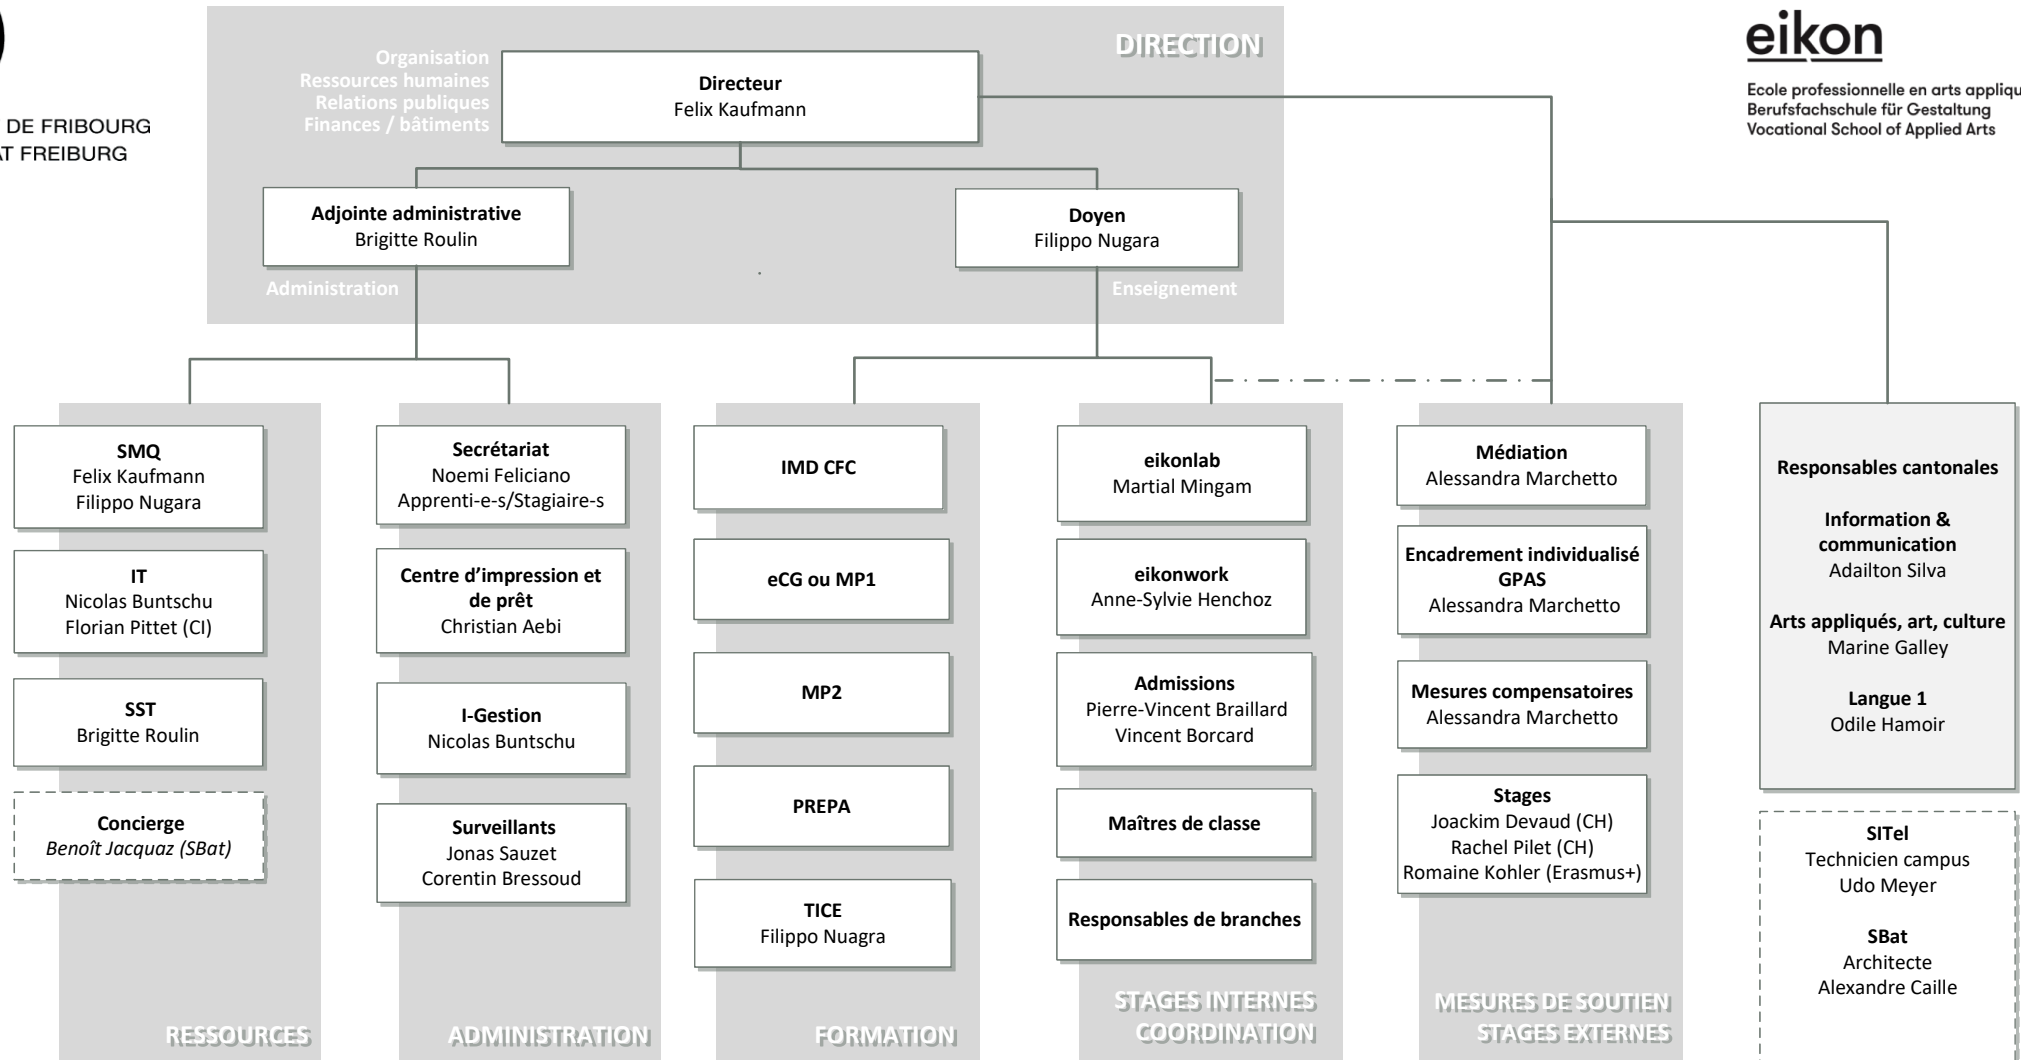 DE FRIBOURG
AT FREIBURG
eikon
Ecole professionnelle en arts appliqu
Berufsfachschule für Gestaltung
Vocational School of Applied Arts
DIRECTION
Organisation
Ressources humaines
Relations publiques
Finances / bâtiments
Directeur
Felix Kaufmann
Adjointe administrative
Brigitte Roulin
Administration
Doyen
Filippo Nugara
Enseignement
SMQ
Felix Kaufmann
Filippo Nugara
IT
Nicolas Buntschu
Florian Pittet (CI)
SST
Brigitte Roulin
Concierge
Benoît Jacquaz (SBat)
RESSOURCES
Secrétariat
Noemi Feliciano
Apprenti-e-s/Stagiaire-s
Centre d'impression et
de prêt
Christian Aebi
I-Gestion
Nicolas Buntschu
Surveillants
Jonas Sauzet
Corentin Bressoud
ADMINISTRATION
IMD CFC
eCG ou MP1
MP2
PREPA
TICE
Filippo Nuagra
FORMATION
eikonlab
Martial Mingam
eikonwork
Anne-Sylvie Henchoz
Admissions
Pierre-Vincent Braillard
Vincent Borcard
Maîtres de classe
Responsables de branches
STAGES INTERNES
COORDINATION
Médiation
Alessandra Marchetto
Encadrement individualisé
GPAS
Alessandra Marchetto
Mesures compensatoires
Alessandra Marchetto
Stages
Joackim Devaud (CH)
Rachel Pilet (CH)
Romaine Kohler (Erasmus+)
MESURES DE SOUTIEN
STAGES EXTERNES
Responsables cantonales
Information &
communication
Adailton Silva
Arts appliqués, art, culture
Marine Galley
Langue 1
Odile Hamoir
SITel
Technicien campus
Udo Meyer
SBat
Architecte
Alexandre Caille